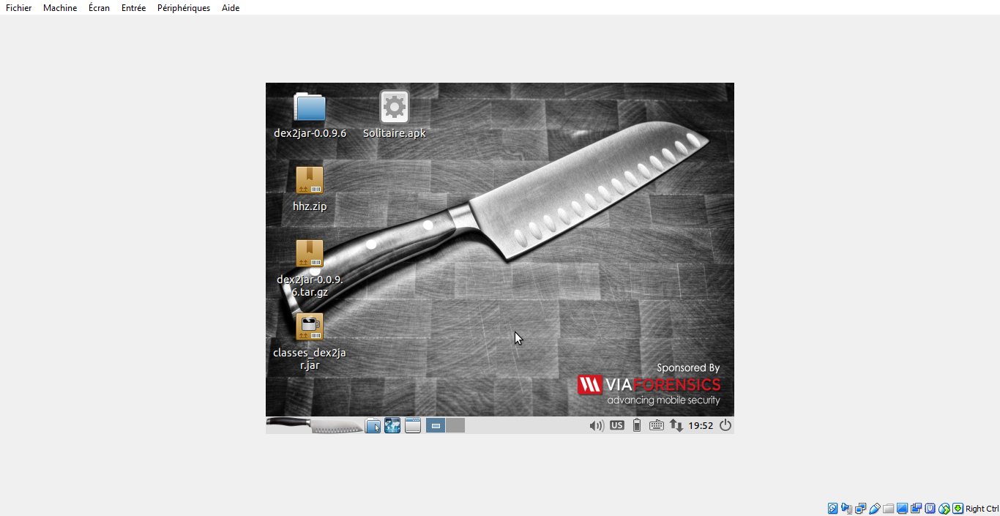 Fichier Machine Écran Entrée Périphériques Aide
dex2jar-0.0.9.6
Solitaire.apk
hhz.zip
dex2jar-0.0.9.
6.tar.gz
classes_dex2ja
r.jar
Sponsored By
VIAFORENSICS
advancing mobile security
US
19:52
Right Ctrl